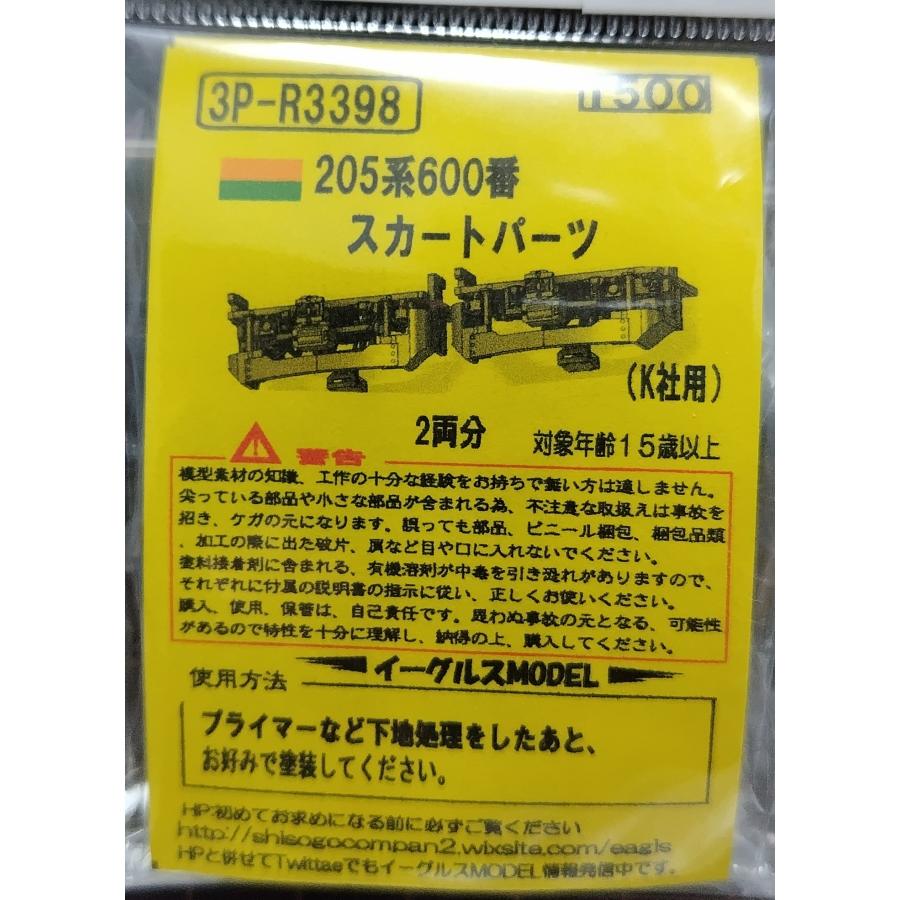 3P-R3398
1500
205系600番
スカートパーツ
(K社用)
2両分
対象年齢15歳以上
警告
模型素材の知識、工作の十分な経験をお持ちで無い方は適しません。
尖っている部品や小さな部品が含まれる為、不注意な取扱えは事故を
招き、ケガの元になります。誤っても部品、ビニール梱包、梱包品類
、加工の際に出た破片、屑など目や口に入れないでください。
塗料接着剤に含まれる、有機溶剤が中毒を引き恐れがありますので、
それぞれに付属の説明書の指示に従い、正しくお使いください。
購入、使用、保管は、自己責任です。思わぬ事故の元となる、可能性
があるので特性を十分に理解し、納得の上、購入してください。
イーグルスMODEL
使用方法
プライマーなど下地処理をしたあと、
お好みで塗装してください。
HP初めてお求めになる前に必ずご覧ください
http://shisogocompan2.wixsite.com/eagls
HPと併せてTwittaeでもイーグルスMODEL情報発信中です。